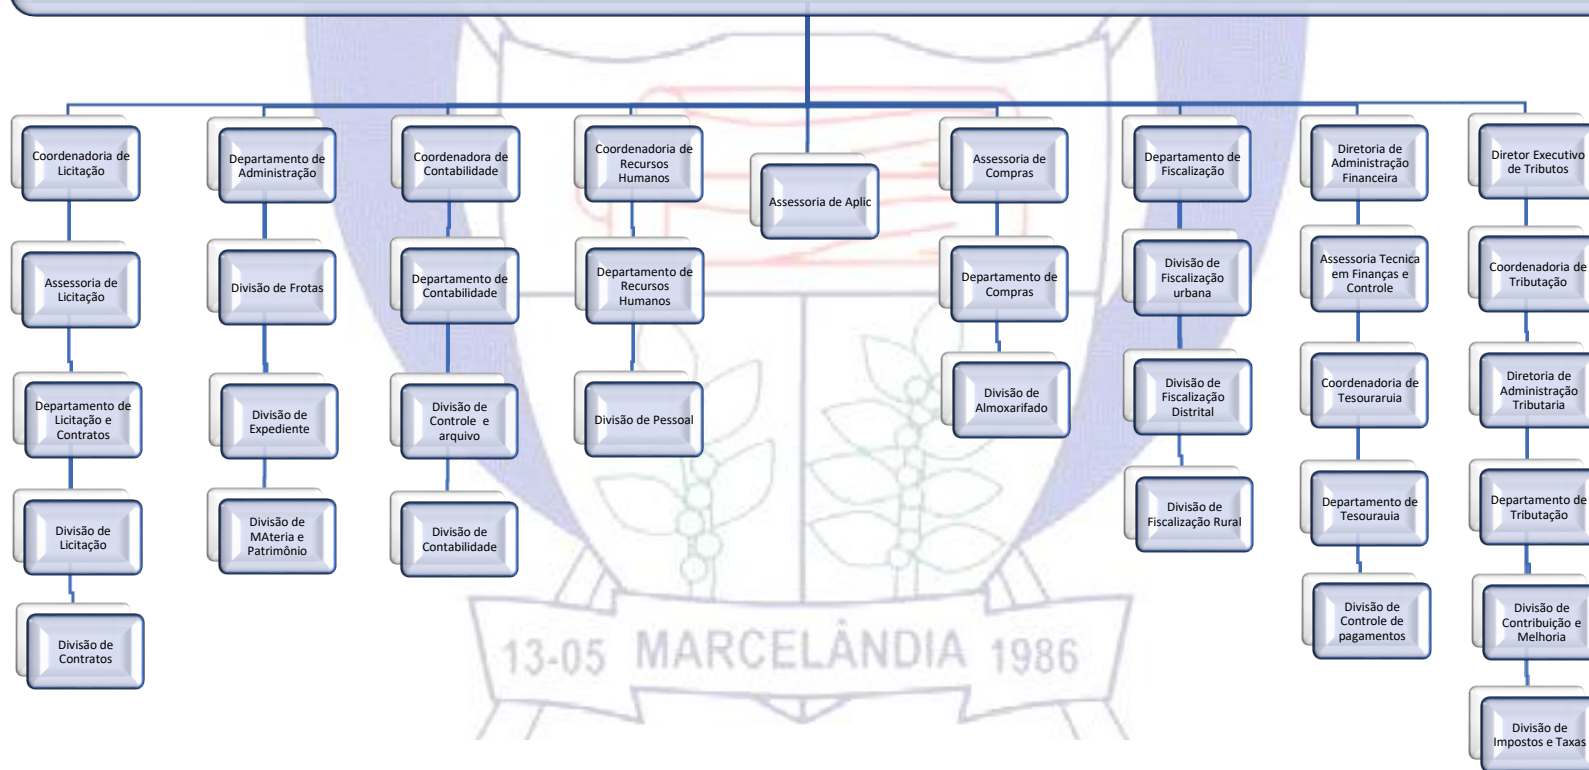 Coordenadoria de
Licitação
Assessoria de
Licitação
Departamento de
Licitação e
Contratos
Divisão de
Licitação
Divisão de
Contratos
Departamento de
Administração
Divisão de Frotas
Divisão de
Expediente
Divisão de
MAteria e
Patrimônio
Coordenadora de
Contabilidade
Departamento de
Contabilidade
Divisão de
Controle e
arquivo
Divisão de
Contabilidade
Coordenadoria de
Recursos
Humanos
Departamento de
Recursos
Humanos
Divisão de Pessoal
Assessoria de Aplic
Assessoria de
Compras
Departamento de
Compras
Divisão de
Almoxarifado
Departamento de
Fiscalização
Divisão de
Fiscalização
urbana
Divisão de
Fiscalização
Distrital
Divisão de
Fiscalização Rural
Diretoria de
Administração
Financeira
Assessoria Tecnica
em Finanças e
Controle
Coordenadoria de
Tesouraruia
Departamento de
Tesourauia
Divisão de
Controle de
pagamentos
Diretor Executivo
de Tributos
Coordenadoria de
Tributação
Diretoria de
Administração
Tributaria
Departamento de
Tributação
Divisão de
Contribuição e
Melhoria
Divisão de
Impostos e Taxas
13-05 MARCELÂNDIA 1986